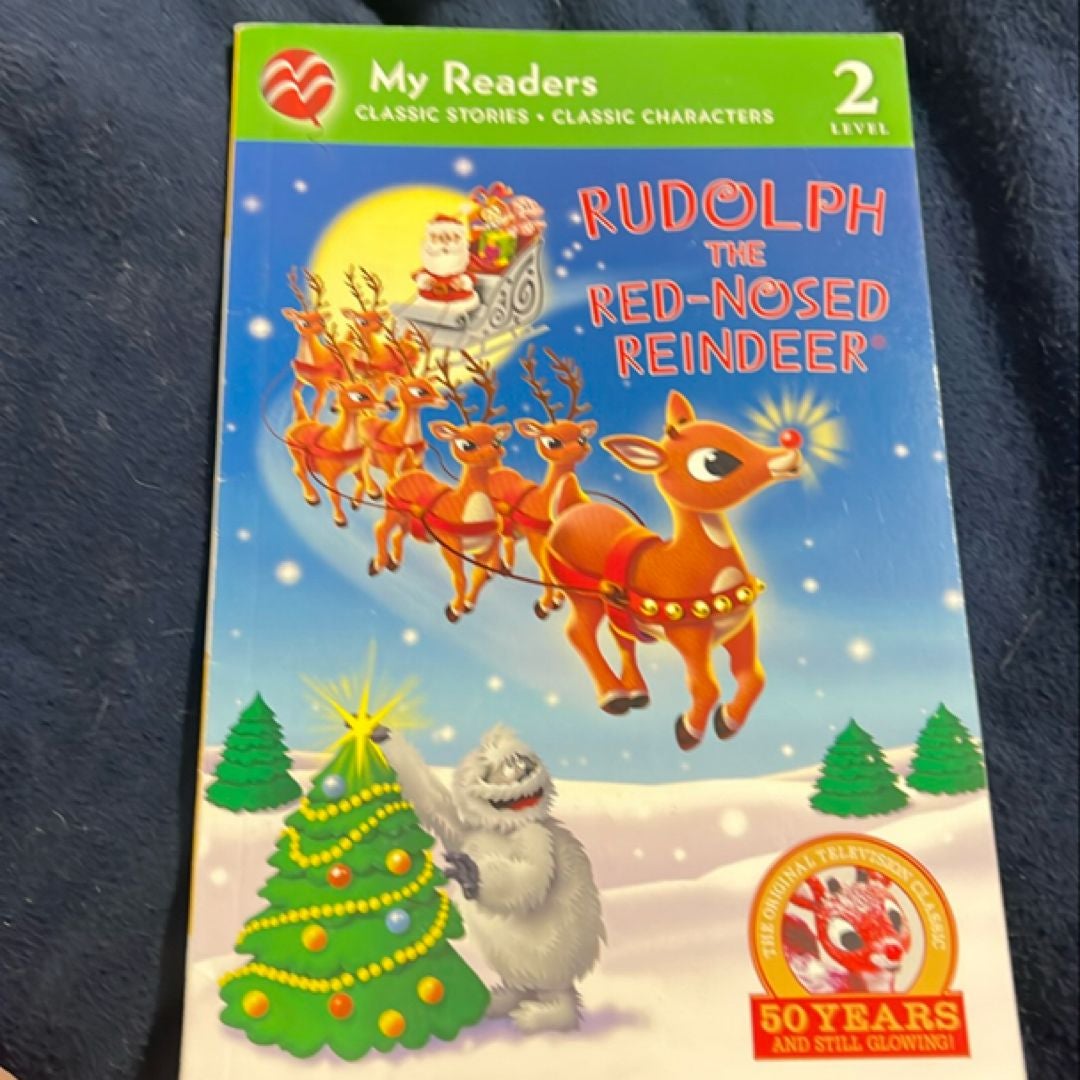 My Readers
CLASSIC STORIES • CLASSIC CHARACTERS
2
LEVEL
RUDOLPH
THE
RED-NOSED
REINDEER®
THE ORIGINAL TELEVISION CLASSIC
50 YEARS
AND STILL GLOWING!